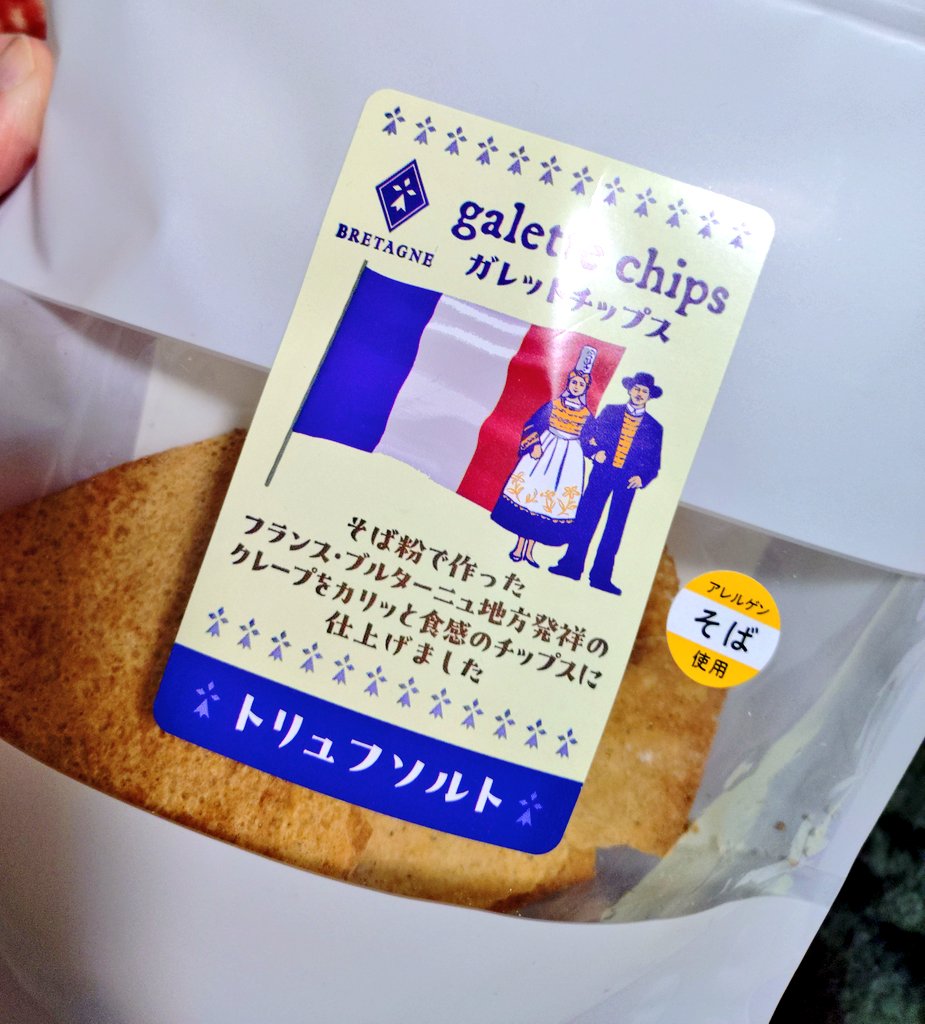 BRETAGNE
galette chips
ガレットチップス
そば粉で作った
フランス・ブルターニュ地方発祥の
クレープをカリッと食感のチップスに
仕上げました
トリュフソルト
アレルゲン
そば
使用